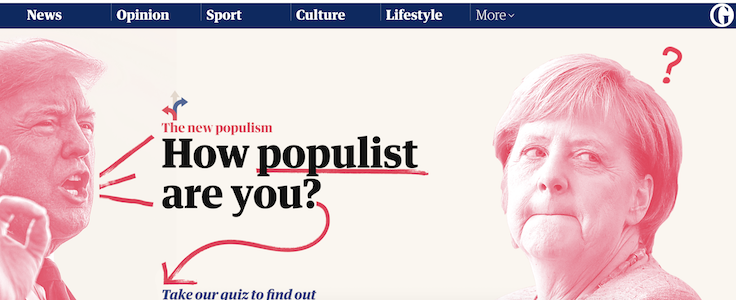 News Opinion Sport Culture Lifestyle More
G
?
The new populism
How populist
are you?
Take our quiz to find out